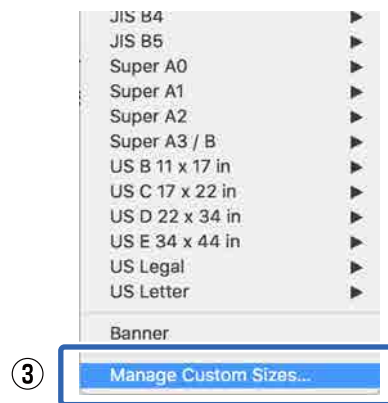 JIS B4
JIS B5
Super A0
Super A1
Super A2
Super A3 / B
US B 11 x 17 in
US C 17 x 22 in
US D 22 x 34 in
US E 34 x 44 in
US Legal
US Letter
Banner
③ Manage Custom Sizes...